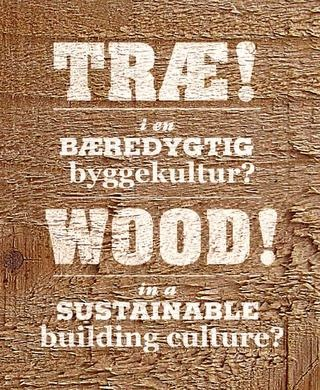 TRÆ!
i en
BÆREDYGTIG
byggekultur?
WOOD!
in a
SUSTAINABLE
building culture?